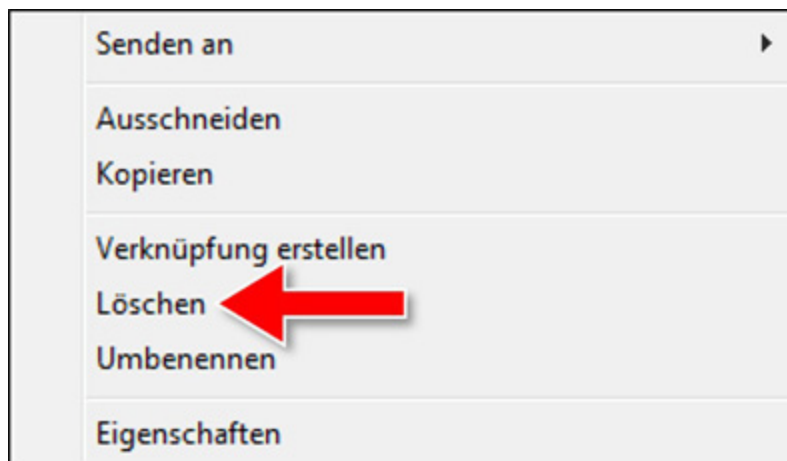 Senden an
Ausschneiden
Kopieren
Verknüpfung erstellen
Löschen
Umbenennen
Eigenschaften